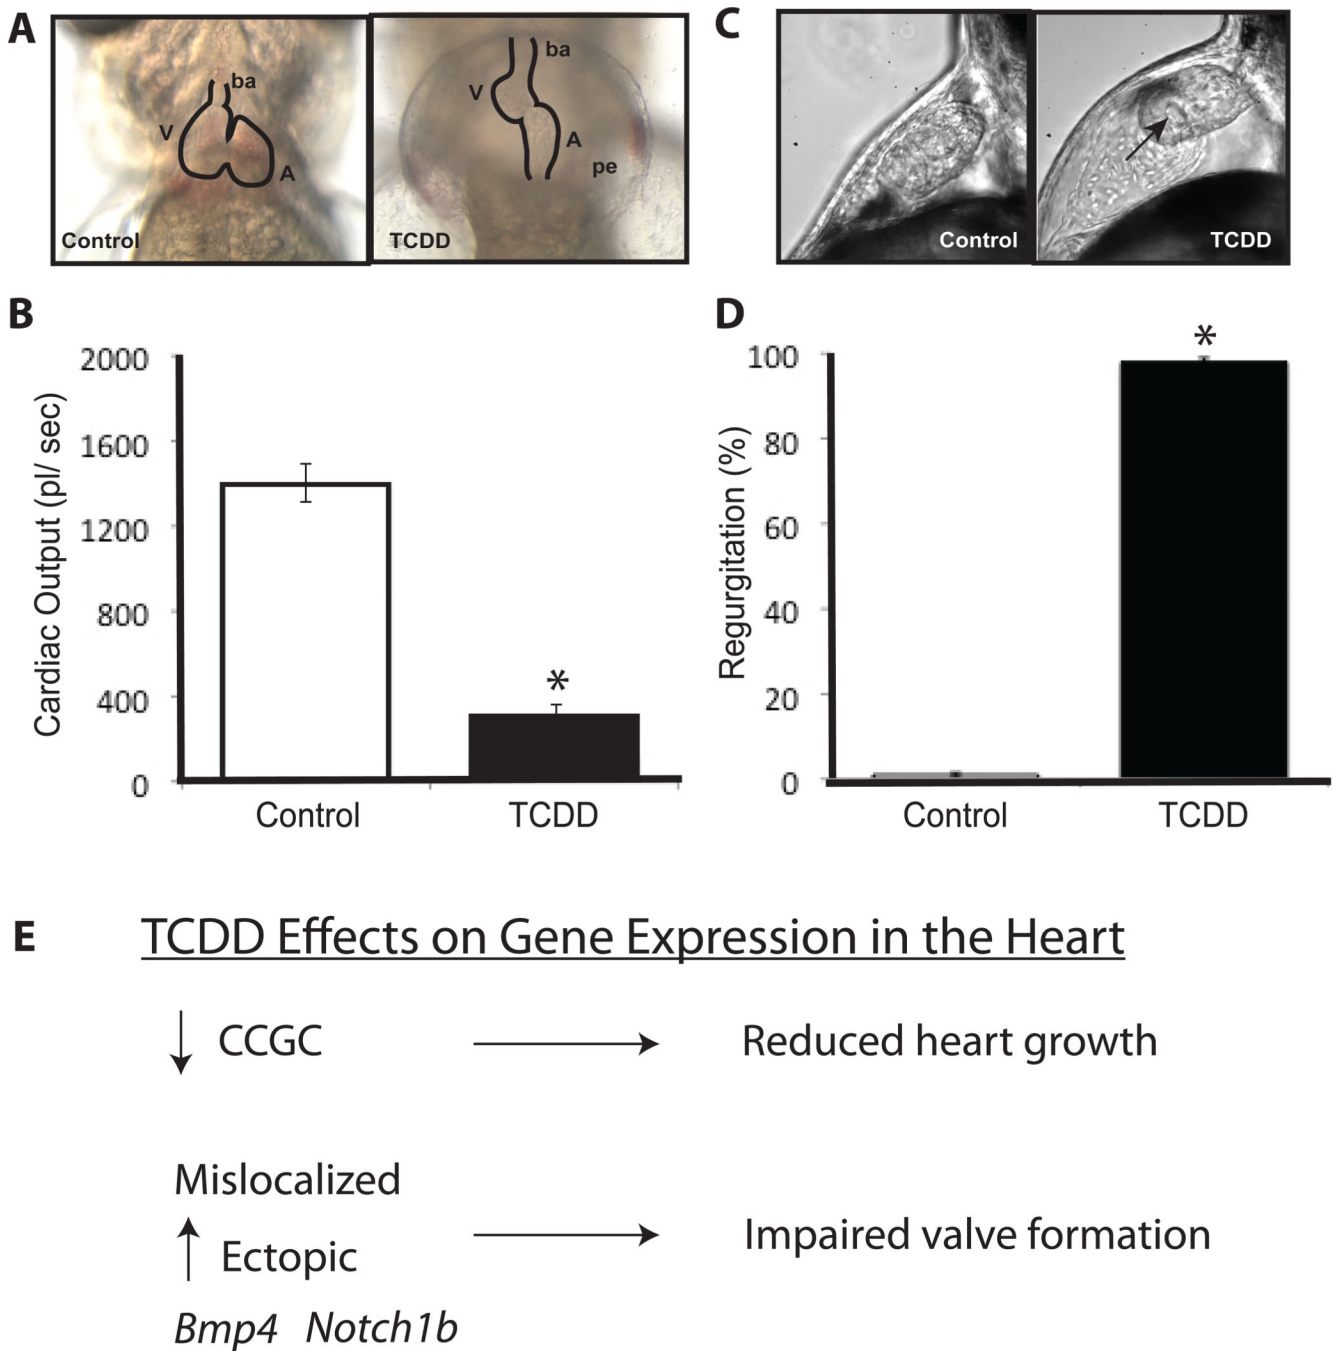 A
ba
V
A
Control
ba
V
A
pe
TCDD
C
Control
TCDD
B
Cardiac Output (pl/ sec)
2000
1600
1200
800
400
0
*
Control
TCDD
D
Regurgitation (%)
100
80
60
40
20
0
*
Control
TCDD
E
TCDD Effects on Gene Expression in the Heart
↓ CCGC → Reduced heart growth
Mislocalized
↑ Ectopic → Impaired valve formation
Bmp4 Notch1b